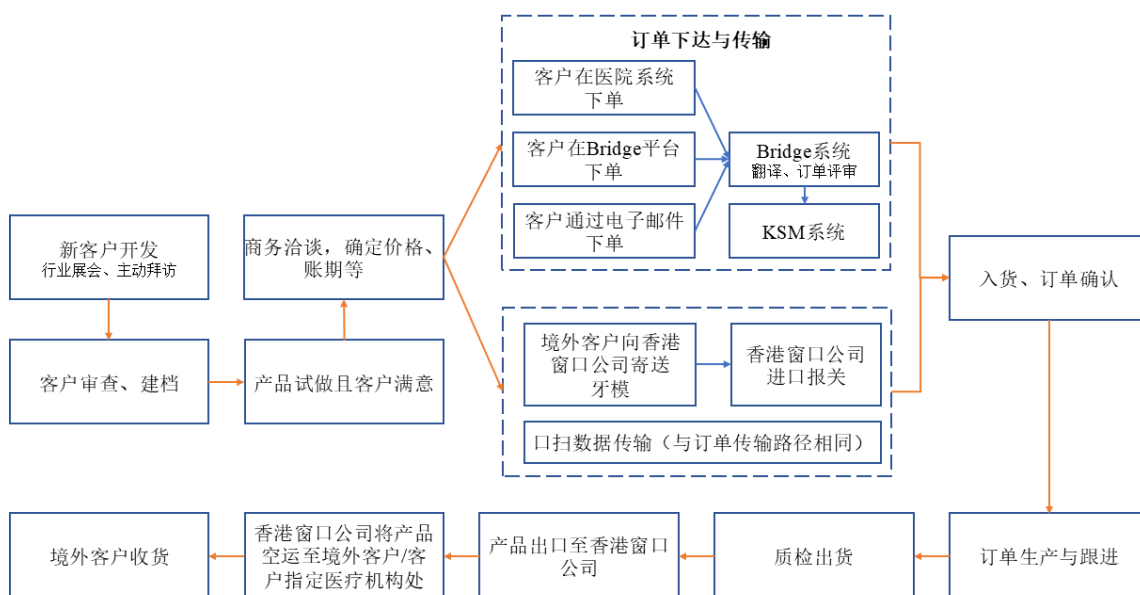 订单下达与传输
客户在医院系统
下单
客户在Bridge平台
下单
客户通过电子邮件
下单
Bridge系统
翻译、订单评审
KSM系统
新客户开发
行业展会、主动拜访
商务洽谈，确定价格、
账期等
客户审查、建档
产品试做且客户满意
境外客户向香港
窗口公司寄送
牙模
香港窗口公司
进口报关
口扫数据传输（与订单传输路径相同）
入货、订单确认
订单生产与跟进
质检出货
产品出口至香港窗口
公司
香港窗口公司将产品
空运至境外客户/客
户指定医疗机构处
境外客户收货